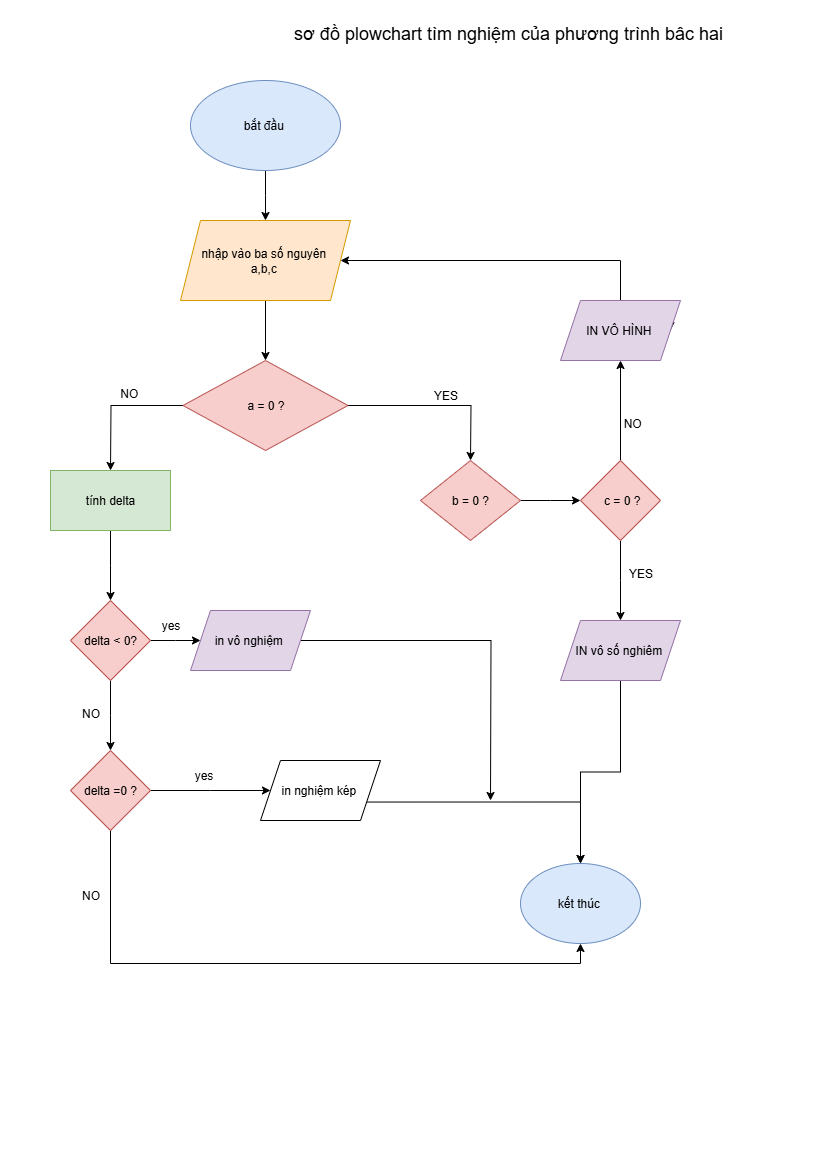 sơ đồ plowchart tìm nghiệm của phương trình bâc hai
bắt đầu
nhập vào ba số nguyên
a,b,c
IN VÔ HÌNH
NO
a = 0 ?
YES
NO
tính delta
b = 0 ?
c = 0 ?
YES
delta < 0?
yes
in vô nghiệm
IN vô số nghiêm
NO
delta =0 ?
yes
in nghiệm kép
NO
kết thúc